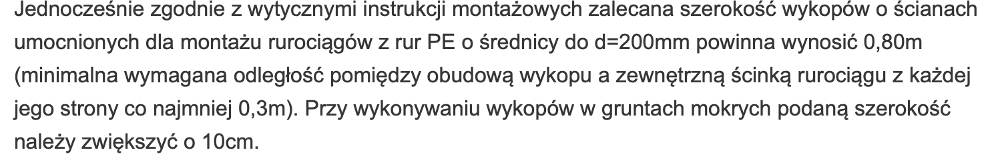 Jednocześnie zgodnie z wytycznymi instrukcji montażowych zalecana szerokość wykopów o ścianach
umocnionych dla montażu rurociągów z rur PE o średnicy do d=200mm powinna wynosić 0,80m
(minimalna wymagana odległość pomiędzy obudową wykopu a zewnętrzną ścinką rurociągu z każdej
jego strony co najmniej 0,3m). Przy wykonywaniu wykopów w gruntach mokrych podaną szerokość
należy zwiększyć o 10cm.